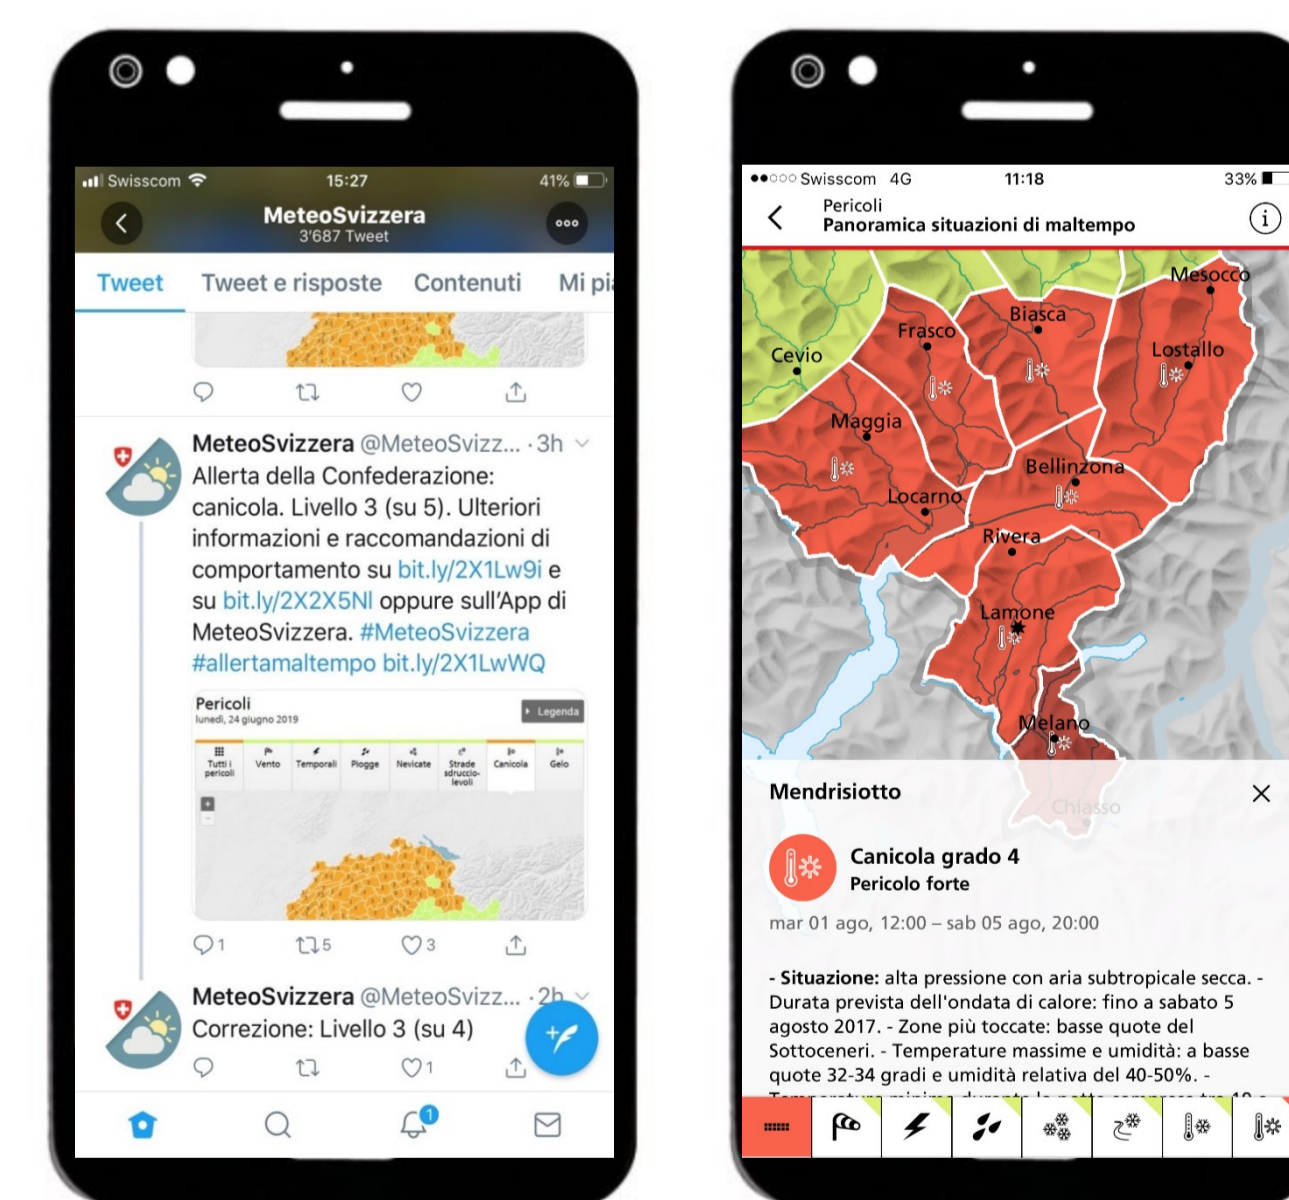 Swisscom 15:27 41%
MeteoSvizzera
3'687 Tweet
Tweet Tweet e risposte Contenuti Mi pi
MeteoSvizzera @MeteoSvizz... · 3h
Allerta della Confederazione:
canicola. Livello 3 (su 5). Ulteriori
informazioni e raccomandazioni di
comportamento su bit.ly/2X1Lw9i e
su bit.ly/2X2X5Nl oppure sull'App di
MeteoSvizzera. #MeteoSvizzera
#allertamaltempo bit.ly/2X1LwWQ
Pericoli
lunedì, 24 giugno 2019
Legenda
Tutti i pericoli
Vento
Temporali
Piogge
Nevicate
Strade sdruccio-levoli
Canicola
Gelo
1 5 3
MeteoSvizzera @MeteoSvizz... · 2h
Correzione: Livello 3 (su 4)
1
1
Swisscom 4G 11:18 33%
Pericoli
Panoramica situazioni di maltempo
Mesocco
Biasca
Frasco
Lostallo
Cevio
Maggia
Bellinzona
Locarno
Rivera
Lamone
Melano
Chiasso
Mendrisiotto
Canicola grado 4
Pericolo forte
mar 01 ago, 12:00 – sab 05 ago, 20:00
- Situazione: alta pressione con aria subtropicale secca. -
Durata prevista dell'ondata di calore: fino a sabato 5
agosto 2017. - Zone più toccate: basse quote del
Sottoceneri. - Temperature massime e umidità: a basse
quote 32-34 gradi e umidità relativa del 40-50%. -